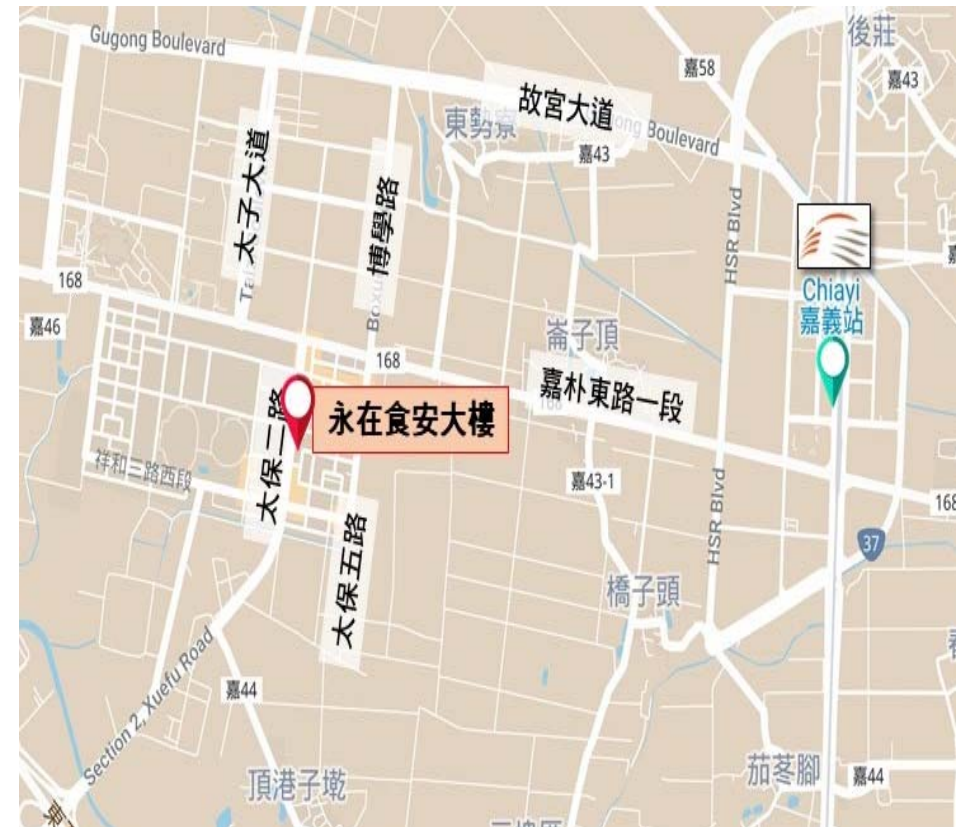 Gugong Boulevard
後莊
嘉58
嘉43
故宮大道
ong Boulevard
東勢寮
嘉43
太子大道
博學路
HSR Blvd
Chiayi
嘉義站
168
嘉46
168
崙子頂
嘉朴東路一段
永在食安大樓
太保二路
祥和三路西段
嘉43-1
HSR Blvd
168
37
太保五路
橋子頭
Section 2, Xuefu Road
嘉44
頂港子墘
茄苳腳
嘉44